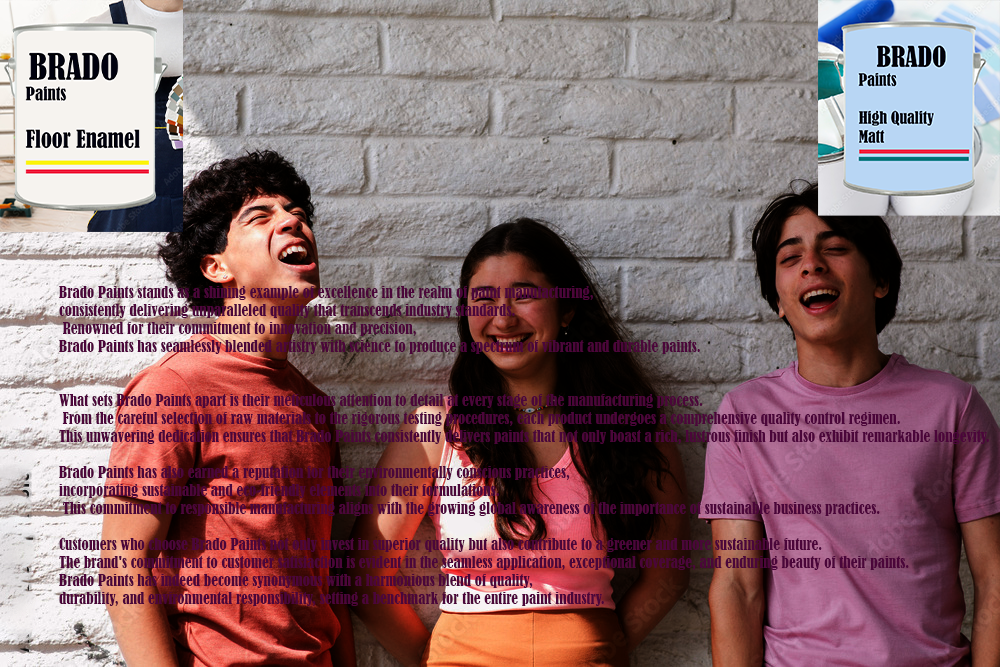 BRADO
Paints
Floor Enamel
BRADO
Paints
High Quality
Matt
Brado Paints stands as a shining example of excellence in the realm of paint manufacturing,
consistently delivering unparalleled quality that transcends industry standards.
Renowned for their commitment to innovation and precision,
Brado Paints has seamlessly blended artistry with science to produce a spectrum of vibrant and durable paints.
What sets Brado Paints apart is their meticulous attention to detail at every stage of the manufacturing process.
From the careful selection of raw materials to the rigorous testing procedures, each product undergoes a comprehensive quality control regimen.
This unwavering dedication ensures that Brado Paints consistently delivers paints that not only boast a rich, lustrous finish but also exhibit remarkable longevity.
Brado Paints has also earned a reputation for their environmentally conscious practices,
incorporating sustainable and eco-friendly elements into their formulations.
This commitment to responsible manufacturing aligns with the growing global awareness of the importance of sustainable business practices.
Customers who choose Brado Paints not only invest in superior quality but also contribute to a greener and more sustainable future.
The brand's commitment to customer satisfaction is evident in the seamless application, exceptional coverage, and enduring beauty of their paints.
Brado Paints has indeed become synonymous with a harmonious blend of quality,
durability, and environmental responsibility, setting a benchmark for the entire paint industry.